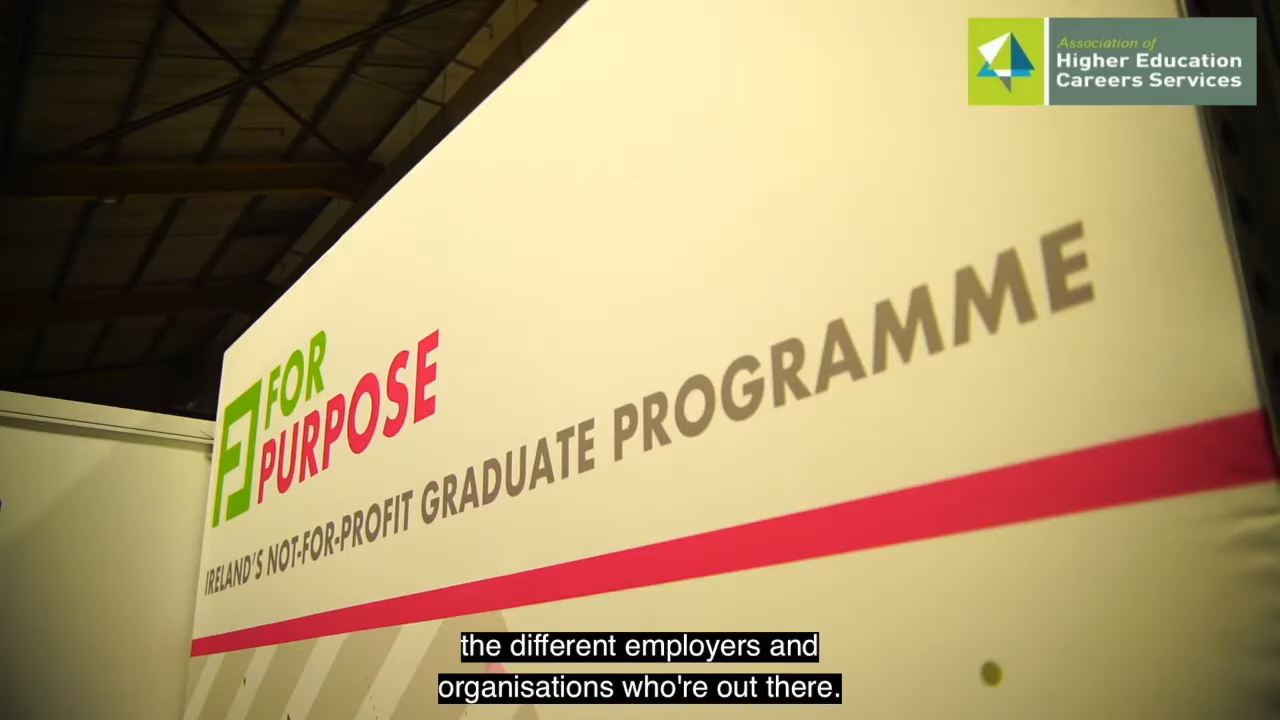 Association of
Higher Education
Careers Services
FOR
PURPOSE
IRELAND'S NOT-FOR-PROFIT GRADUATE PROGRAMME
the different employers and
organisations who're out there.